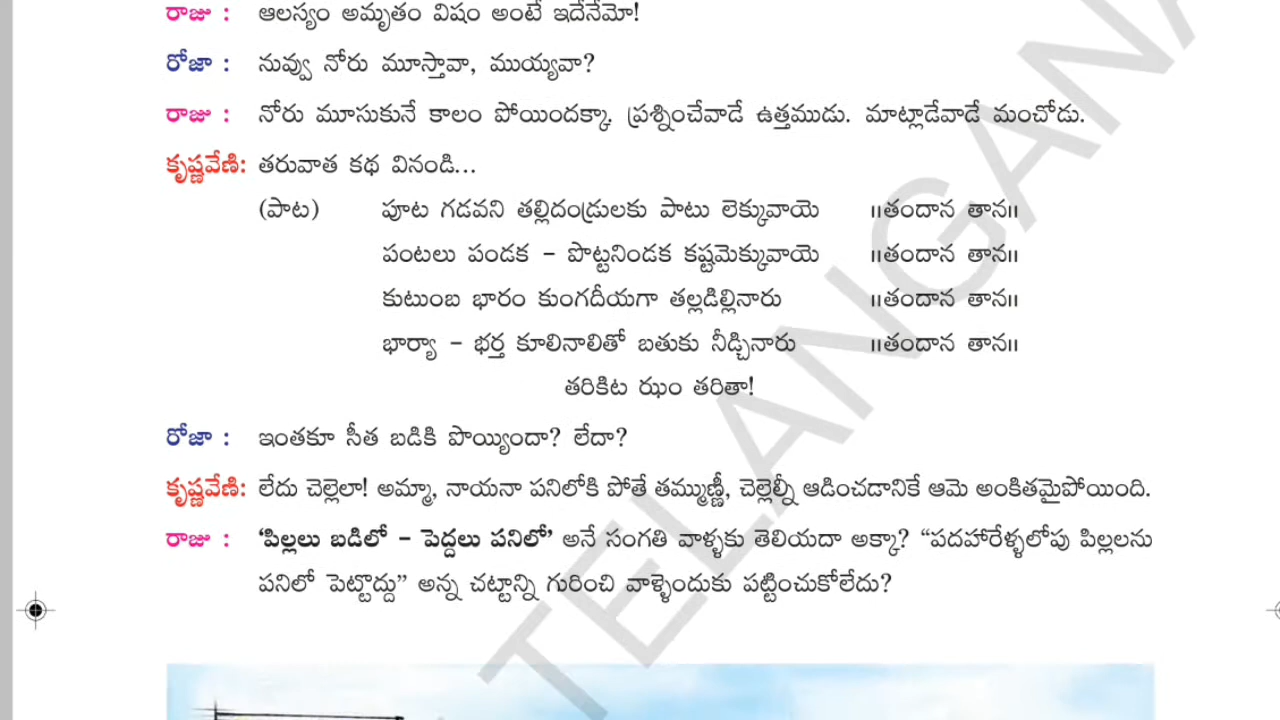 రాజు : ఆలస్యం అమృతం విషం అంటే ఇదేనేమో!
రోజా : నువ్వు నోరు మూస్తావా, ముయ్యవా?
రాజు : నోరు మూసుకునే కాలం పోయిందక్కా. ప్రశ్నించేవాడే ఉత్తముడు. మాట్లాడేవాడే మంచోడు.
కృష్ణవేణి: తరువాత కథ వినండి...
(పాట) పూట గడవని తల్లిదండ్రులకు పాటు లెక్కువాయె ॥తందాన తాన॥
పంటలు పండక – పొట్టనిండక కష్టమెక్కువాయె ॥తందాన తాన॥
కుటుంబ భారం కుంగదీయగా తల్లడిల్లినారు ॥తందాన తాన॥
భార్యా – భర్త కూలినాలితో బతుకు నీడ్చినారు ॥తందాన తాన॥
తరికిట ఝం తరితా!
రోజా : ఇంతకూ సీత బడికి పొయ్యిందా? లేదా?
కృష్ణవేణి: లేదు చెల్లెలా! అమ్మా, నాయనా పనిలోకి పోతే తమ్ముణ్ణీ, చెల్లెల్నీ ఆడించడానికే ఆమె అంకితమైపోయింది.
రాజు : ‘పిల్లలు బడిలో – పెద్దలు పనిలో’ అనే సంగతి వాళ్ళకు తెలియదా అక్కా? “పదహారేళ్ళలోపు పిల్లలను
పనిలో పెట్టొద్దు” అన్న చట్టాన్ని గురించి వాళ్ళెందుకు పట్టించుకోలేదు?
TELANGANA